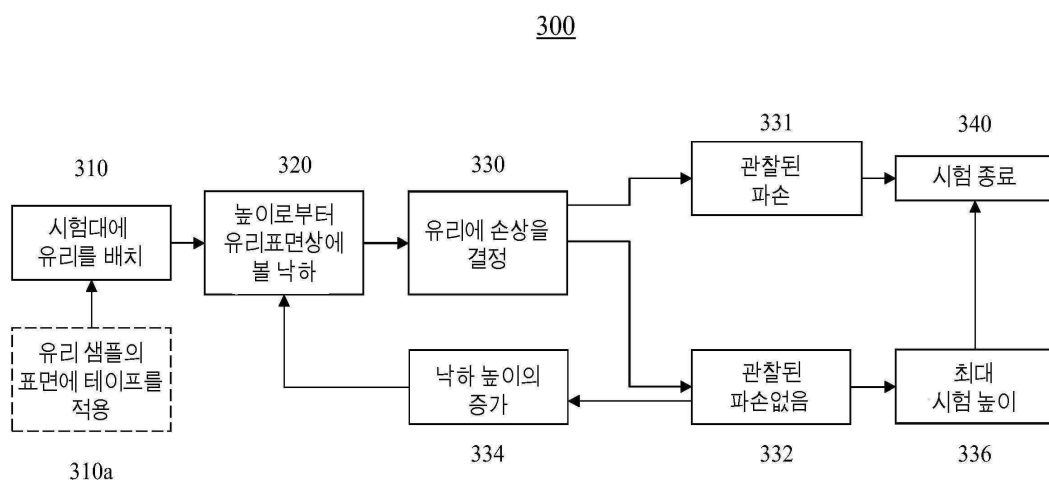 300
310
시험대에
유리를 배치
320
높이로부터
유리표면상에
볼 낙하
330
유리에 손상을
결정
331
관찰된
파손
340
시험 종료
유리 샘플의
표면에 테이프를
적용
310a
낙하 높이의
증가
334
관찰된
파손없음
332
최대
시험 높이
336